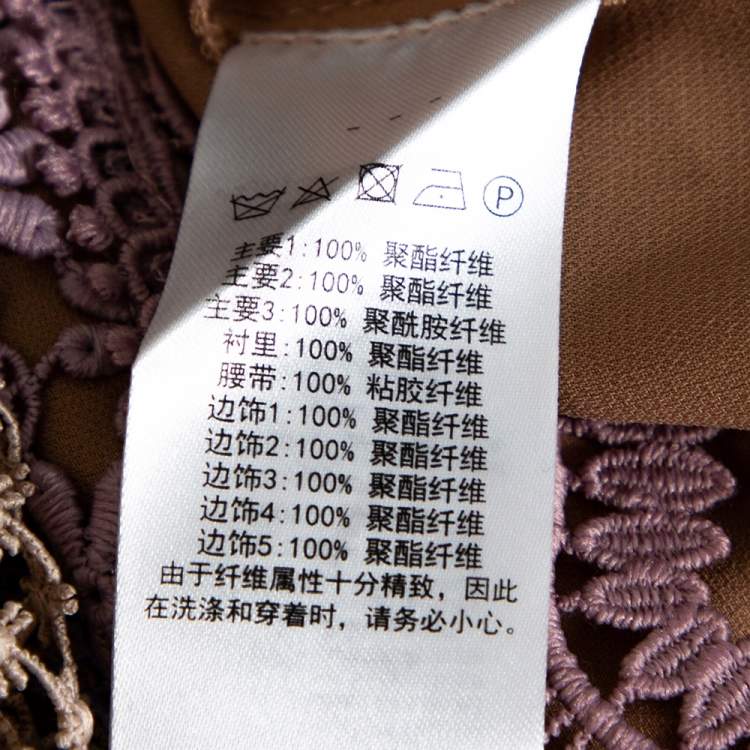 P
主要1:100% 聚酯纤维
主要2:100% 聚酯纤维
主要3:100% 聚酰胺纤维
衬里:100% 聚酯纤维
腰带:100% 粘胶纤维
边饰1:100% 聚酯纤维
边饰2:100% 聚酯纤维
边饰3:100% 聚酯纤维
边饰4:100% 聚酯纤维
边饰5:100% 聚酯纤维
由于纤维属性十分精致，因此
在洗涤和穿着时，请务必小心。